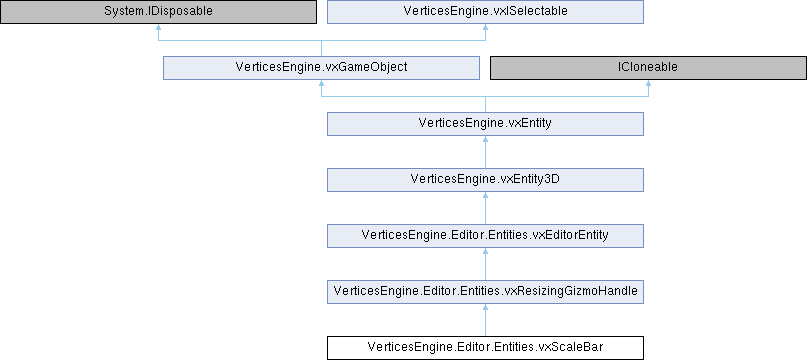 System.IDisposable
VerticesEngine.vxISelectable
VerticesEngine.vxGameObject
ICloneable
VerticesEngine.vxEntity
VerticesEngine.vxEntity3D
VerticesEngine.Editor.Entities.vxEditorEntity
VerticesEngine.Editor.Entities.vxResizingGizmoHandle
VerticesEngine.Editor.Entities.vxScaleBar